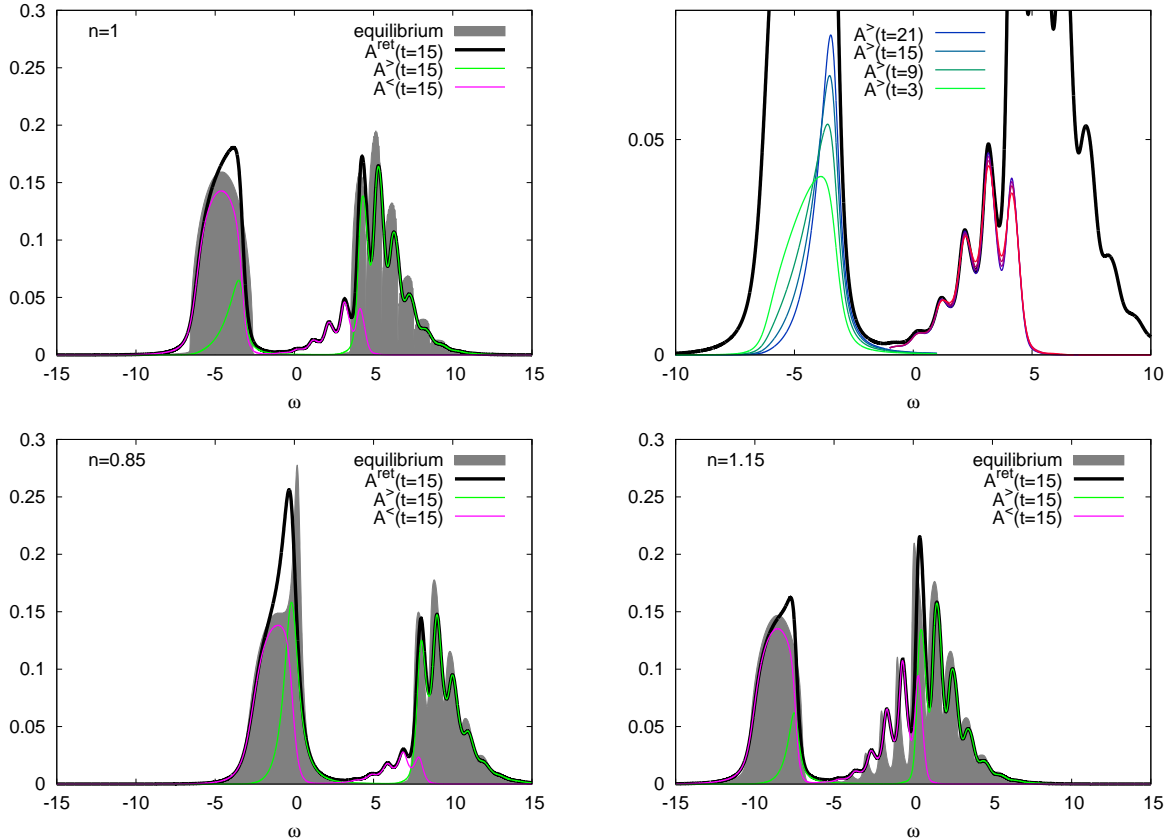 0.3
0.25
0.2
0.15
0.1
0.05
0
n=1
equilibrium
A^ret(t=15)
A^>(t=15)
A^<(t=15)
-15 -10 -5 0 5 10 15
ω
0.05
0
A^>(t=21)
A^>(t=15)
A^>(t=9)
A^>(t=3)
-10 -5 0 5 10
ω
0.3
0.25
0.2
0.15
0.1
0.05
0
n=0.85
equilibrium
A^ret(t=15)
A^>(t=15)
A^<(t=15)
-15 -10 -5 0 5 10 15
ω
0.3
0.25
0.2
0.15
0.1
0.05
0
n=1.15
equilibrium
A^ret(t=15)
A^>(t=15)
A^<(t=15)
-15 -10 -5 0 5 10 15
ω